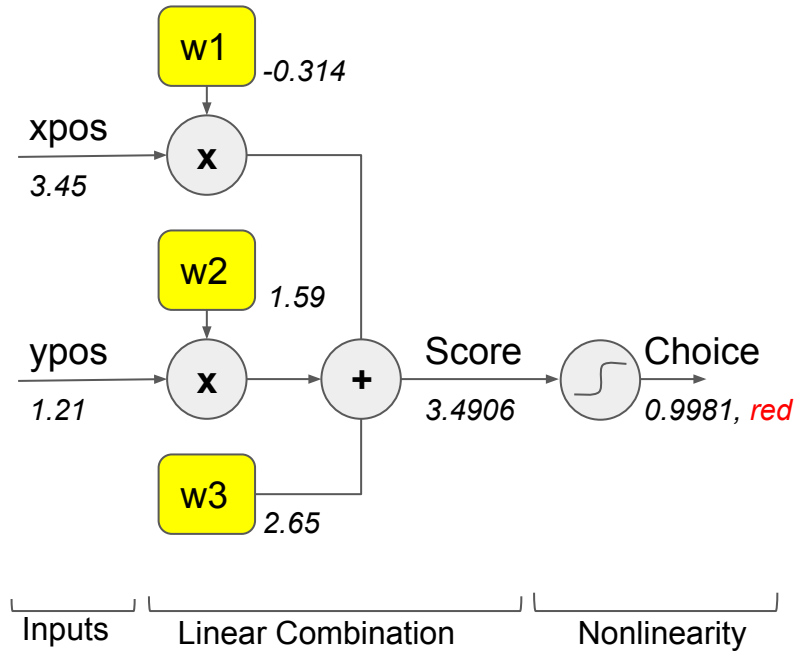 w1
-0.314
xpos
x
3.45
w2
1.59
ypos
x
+
Score
Choice
1.21
3.4906
0.9981, red
w3
2.65
Inputs
Linear Combination
Nonlinearity